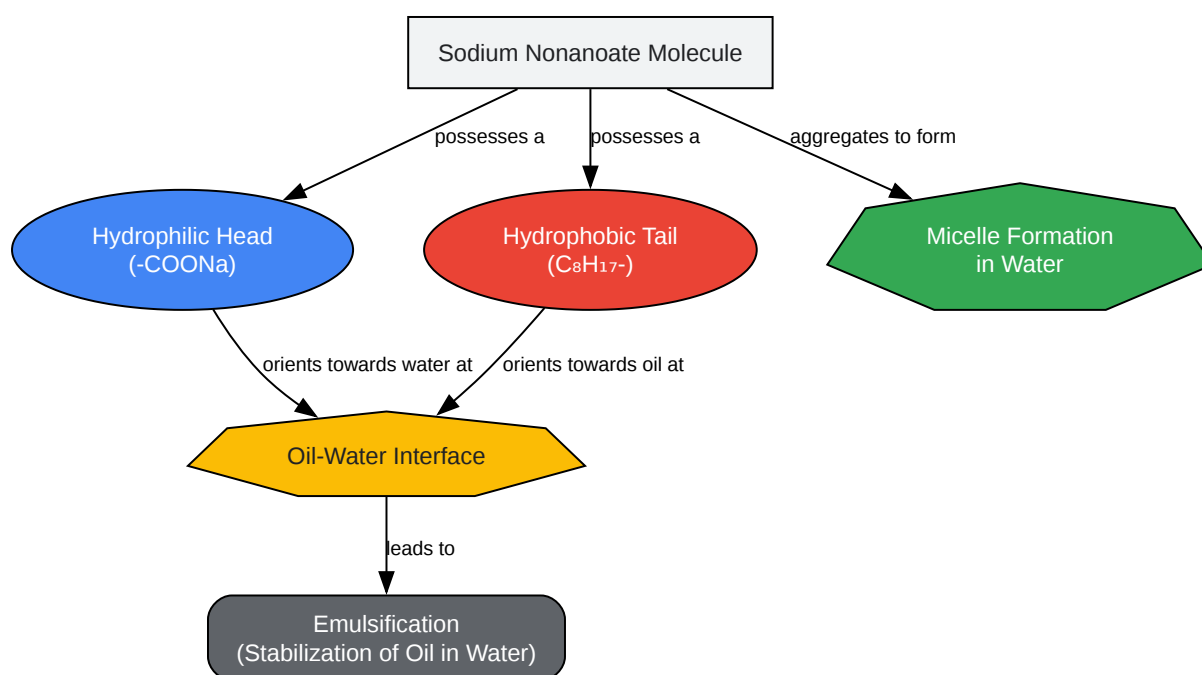 Sodium Nonanoate Molecule
possesses a
possesses a
aggregates to form
Hydrophilic Head
(-COONa)
Hydrophobic Tail
(C₈H₁₇-)
Micelle Formation
in Water
orients towards water at
orients towards oil at
Oil-Water Interface
leads to
Emulsification
(Stabilization of Oil in Water)